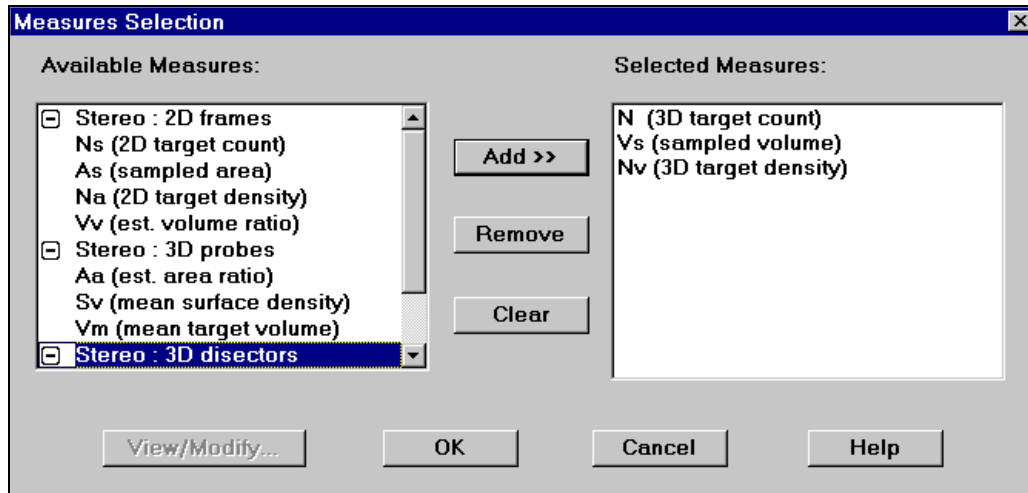 Measures Selection
Available Measures:
Stereo : 2D frames
Ns (2D target count)
As (sampled area)
Na (2D target density)
Vv (est. volume ratio)
Stereo : 3D probes
Aa (est. area ratio)
Sv (mean surface density)
Vm (mean target volume)
Stereo : 3D disectors
Add >>
Remove
Clear
Selected Measures:
N (3D target count)
Vs (sampled volume)
Nv (3D target density)
View/Modify...
OK
Cancel
Help